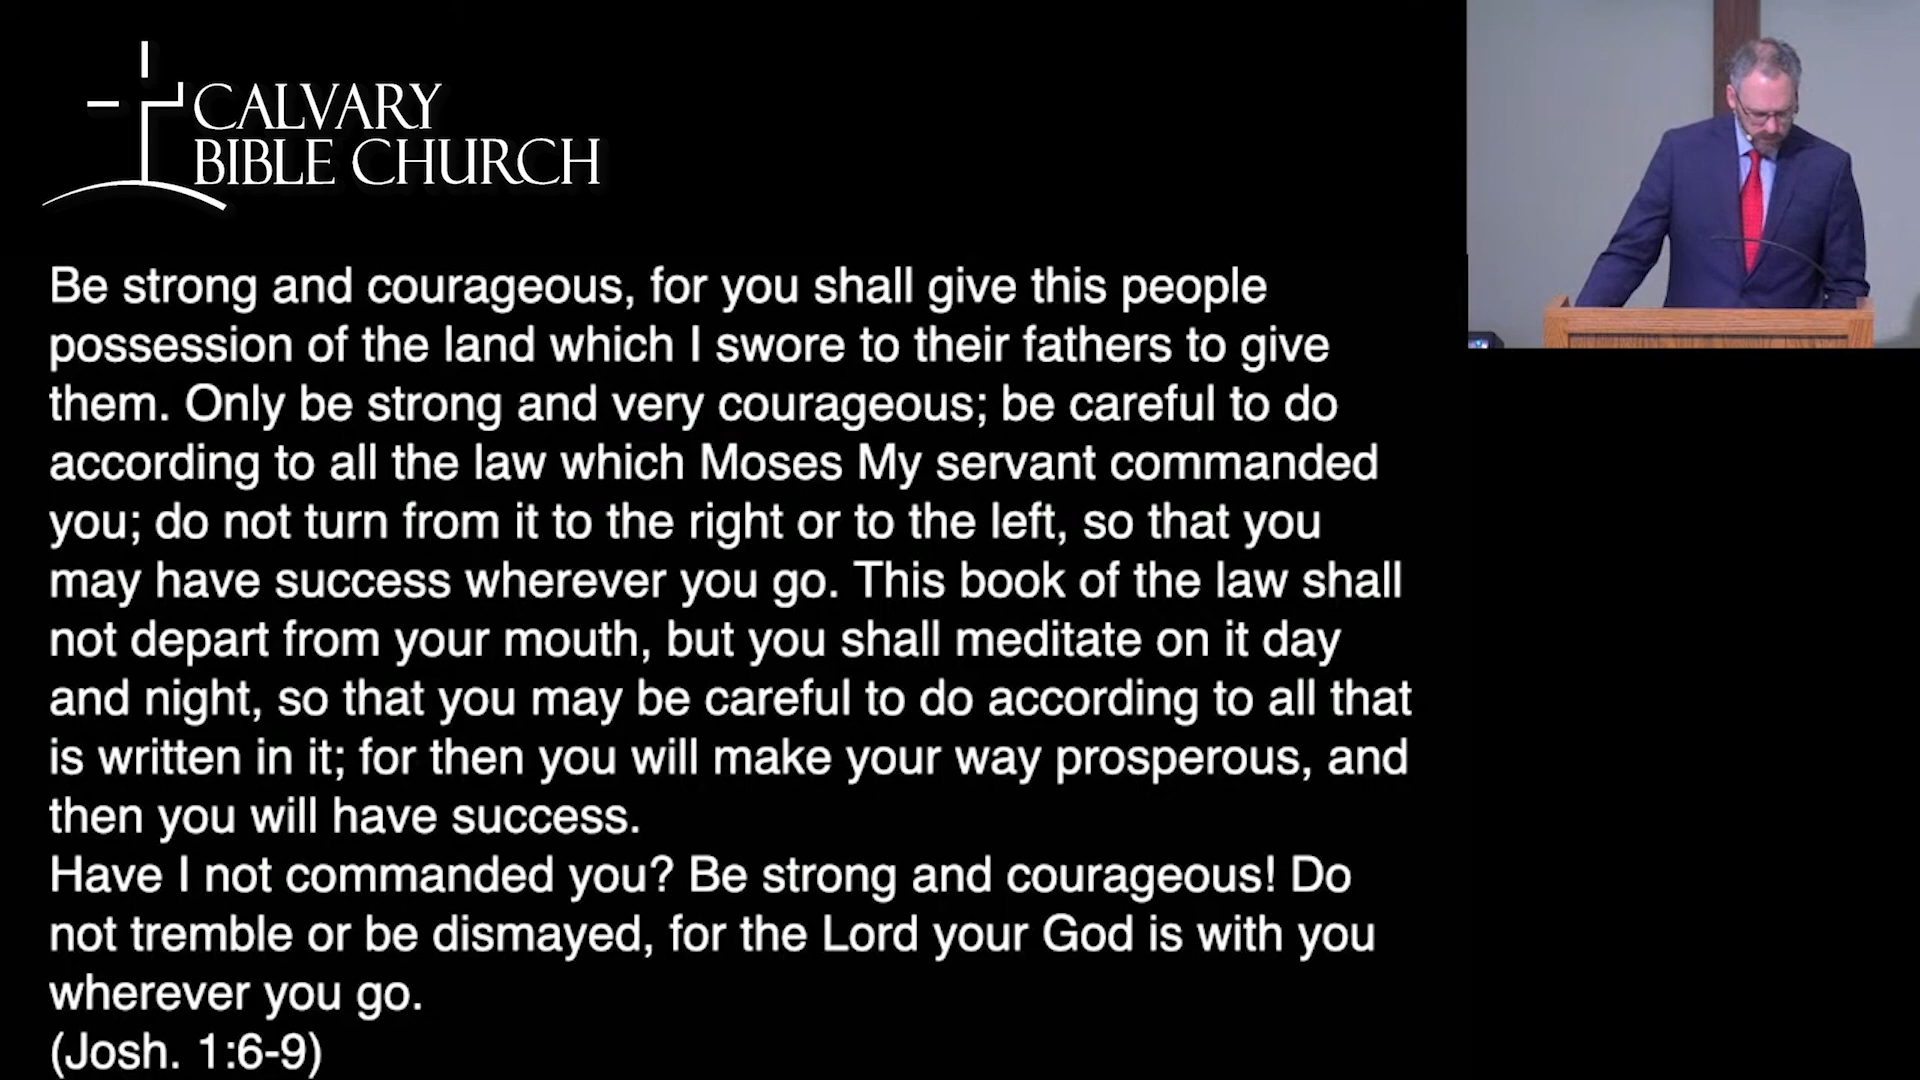 CALVARY
BIBLE CHURCH
Be strong and courageous, for you shall give this people
possession of the land which I swore to their fathers to give
them. Only be strong and very courageous; be careful to do
according to all the law which Moses My servant commanded
you; do not turn from it to the right or to the left, so that you
may have success wherever you go. This book of the law shall
not depart from your mouth, but you shall meditate on it day
and night, so that you may be careful to do according to all that
is written in it; for then you will make your way prosperous, and
then you will have success.
Have I not commanded you? Be strong and courageous! Do
not tremble or be dismayed, for the Lord your God is with you
wherever you go.
(Josh. 1:6-9)